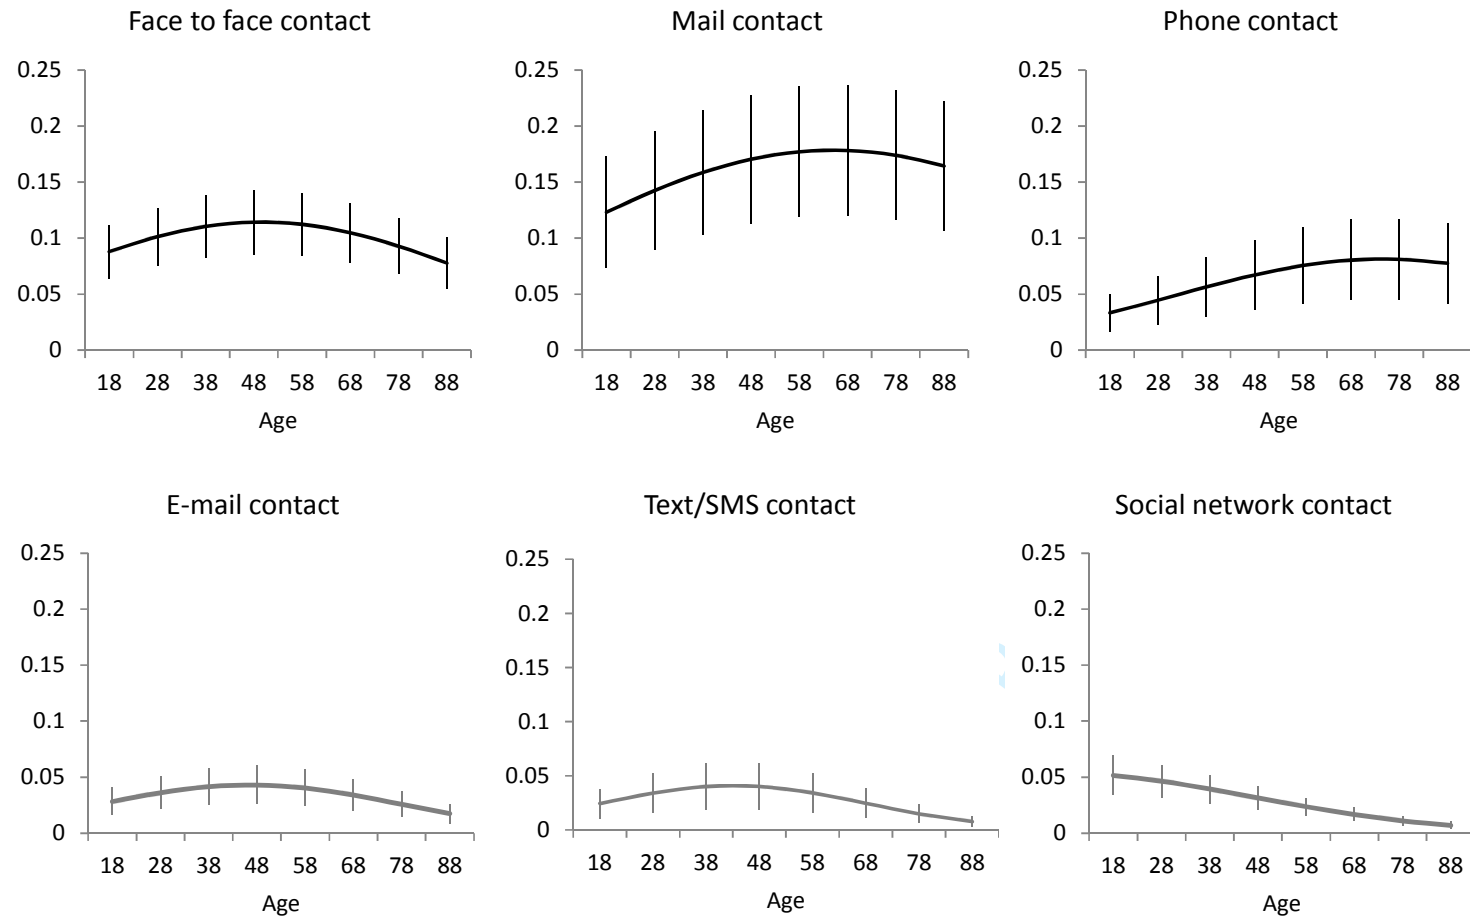 Face to face contact
0.25
0.2
0.15
0.1
0.05
0
18 28 38 48 58 68 78 88
Age
Mail contact
0.25
0.2
0.15
0.1
0.05
0
18 28 38 48 58 68 78 88
Age
Phone contact
0.25
0.2
0.15
0.1
0.05
0
18 28 38 48 58 68 78 88
Age
E-mail contact
0.25
0.2
0.15
0.1
0.05
0
18 28 38 48 58 68 78 88
Age
Text/SMS contact
0.25
0.2
0.15
0.1
0.05
0
18 28 38 48 58 68 78 88
Age
Social network contact
0.25
0.2
0.15
0.1
0.05
0
18 28 38 48 58 68 78 88
Age